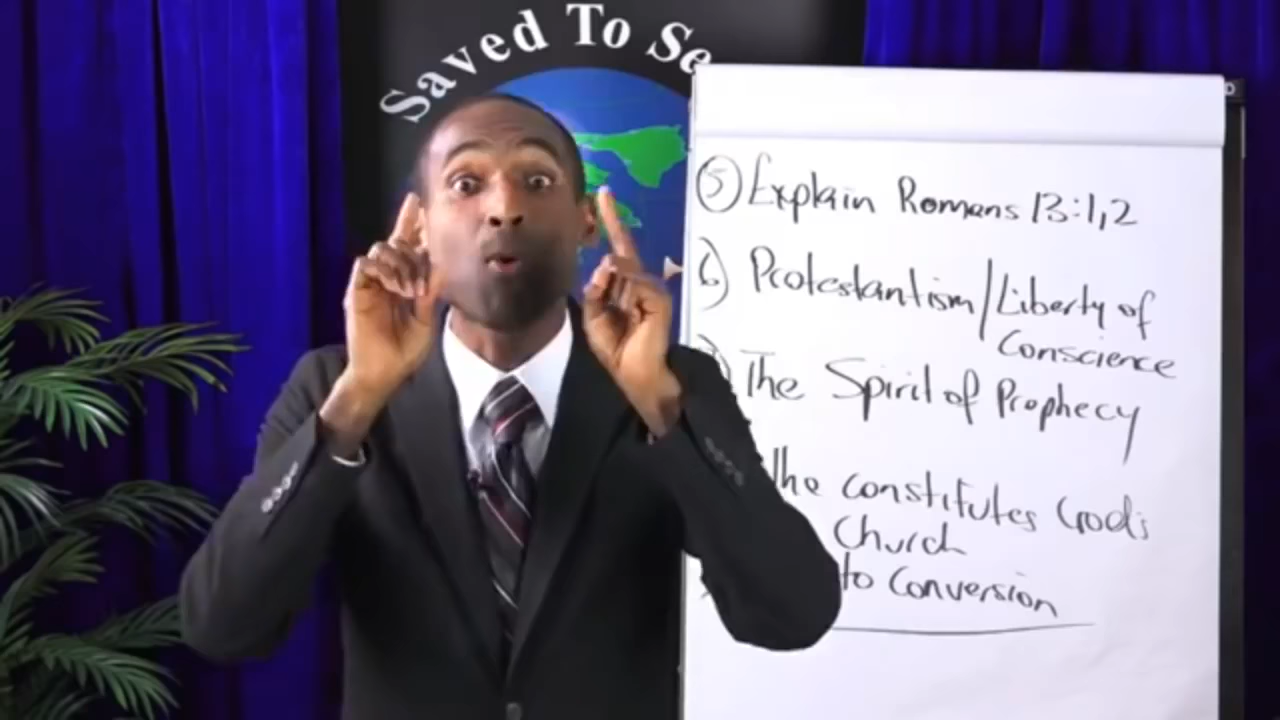 Saved To Se
5 Explain Romans 13:1,2
6) Protestantism/Liberty of
Conscience
) The Spirit of Prophecy
constitutes God's
Church
to Conversion